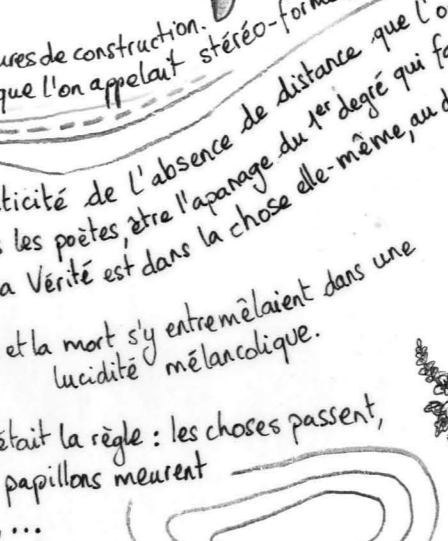 ures de construction.
que l'on appelait stéréo-form
ticité de l'absence de distance que l'o
les poètes, être l'apanage du 1er degré qui fa
a Vérité est dans la chose elle-même, au d
et la mort s'y entremêlaient dans une
lucidité mélancolique.
était la règle : les choses passent,
papillons meurent
...